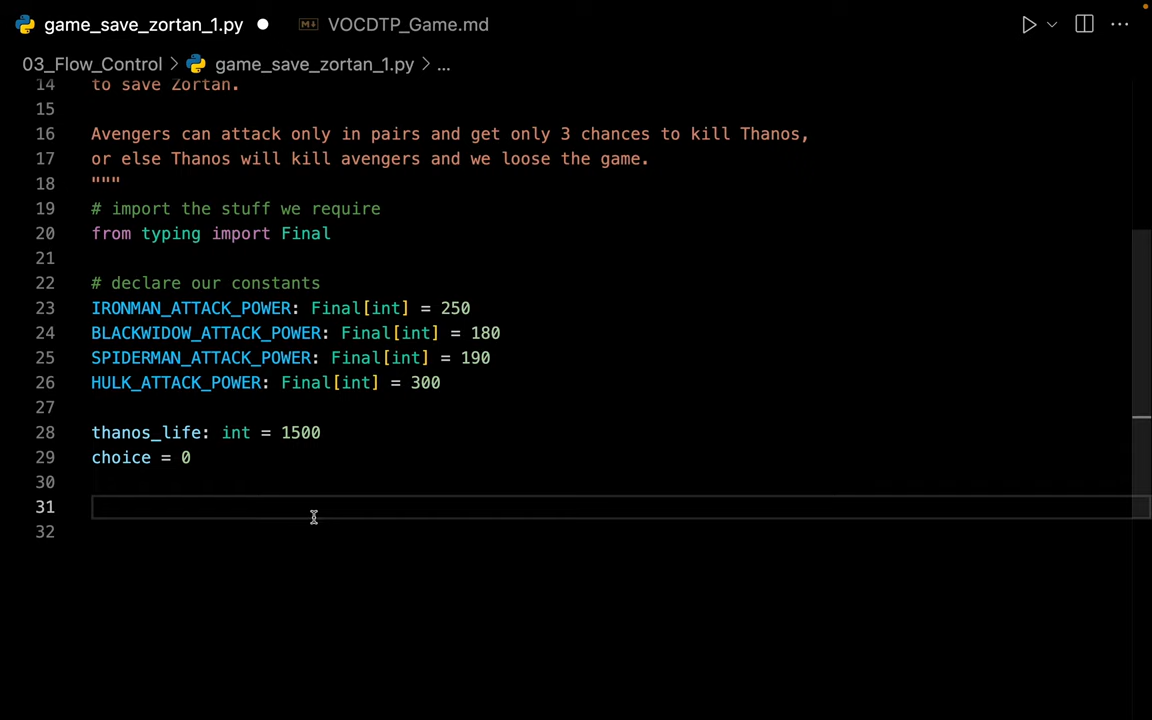 game_save_zortan_1.py VOCDTP_Game.md
03_Flow_Control > game_save_zortan_1.py > ...
14 to save Zortan.
15
16 Avengers can attack only in pairs and get only 3 chances to kill Thanos,
17 or else Thanos will kill avengers and we loose the game.
18 """
19 # import the stuff we require
20 from typing import Final
21
22 # declare our constants
23 IRONMAN_ATTACK_POWER: Final[int] = 250
24 BLACKWIDOW_ATTACK_POWER: Final[int] = 180
25 SPIDERMAN_ATTACK_POWER: Final[int] = 190
26 HULK_ATTACK_POWER: Final[int] = 300
27
28 thanos_life: int = 1500
29 choice = 0
30
31
32